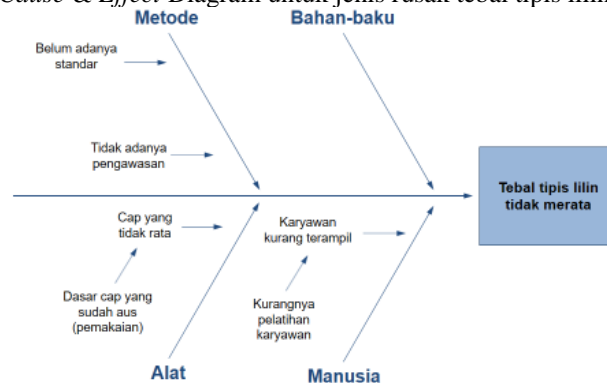 Cause & Effect Diagram untuk jenis rusak tebal tipis lilin
Metode
Bahan-baku
Belum adanya
standar
Tidak adanya
pengawasan
Tebal tipis lilin
tidak merata
Cap yang
tidak rata
Karyawan
kurang terampil
Dasar cap yang
sudah aus
(pemakaian)
Kurangnya
pelatihan
karyawan
Alat
Manusia